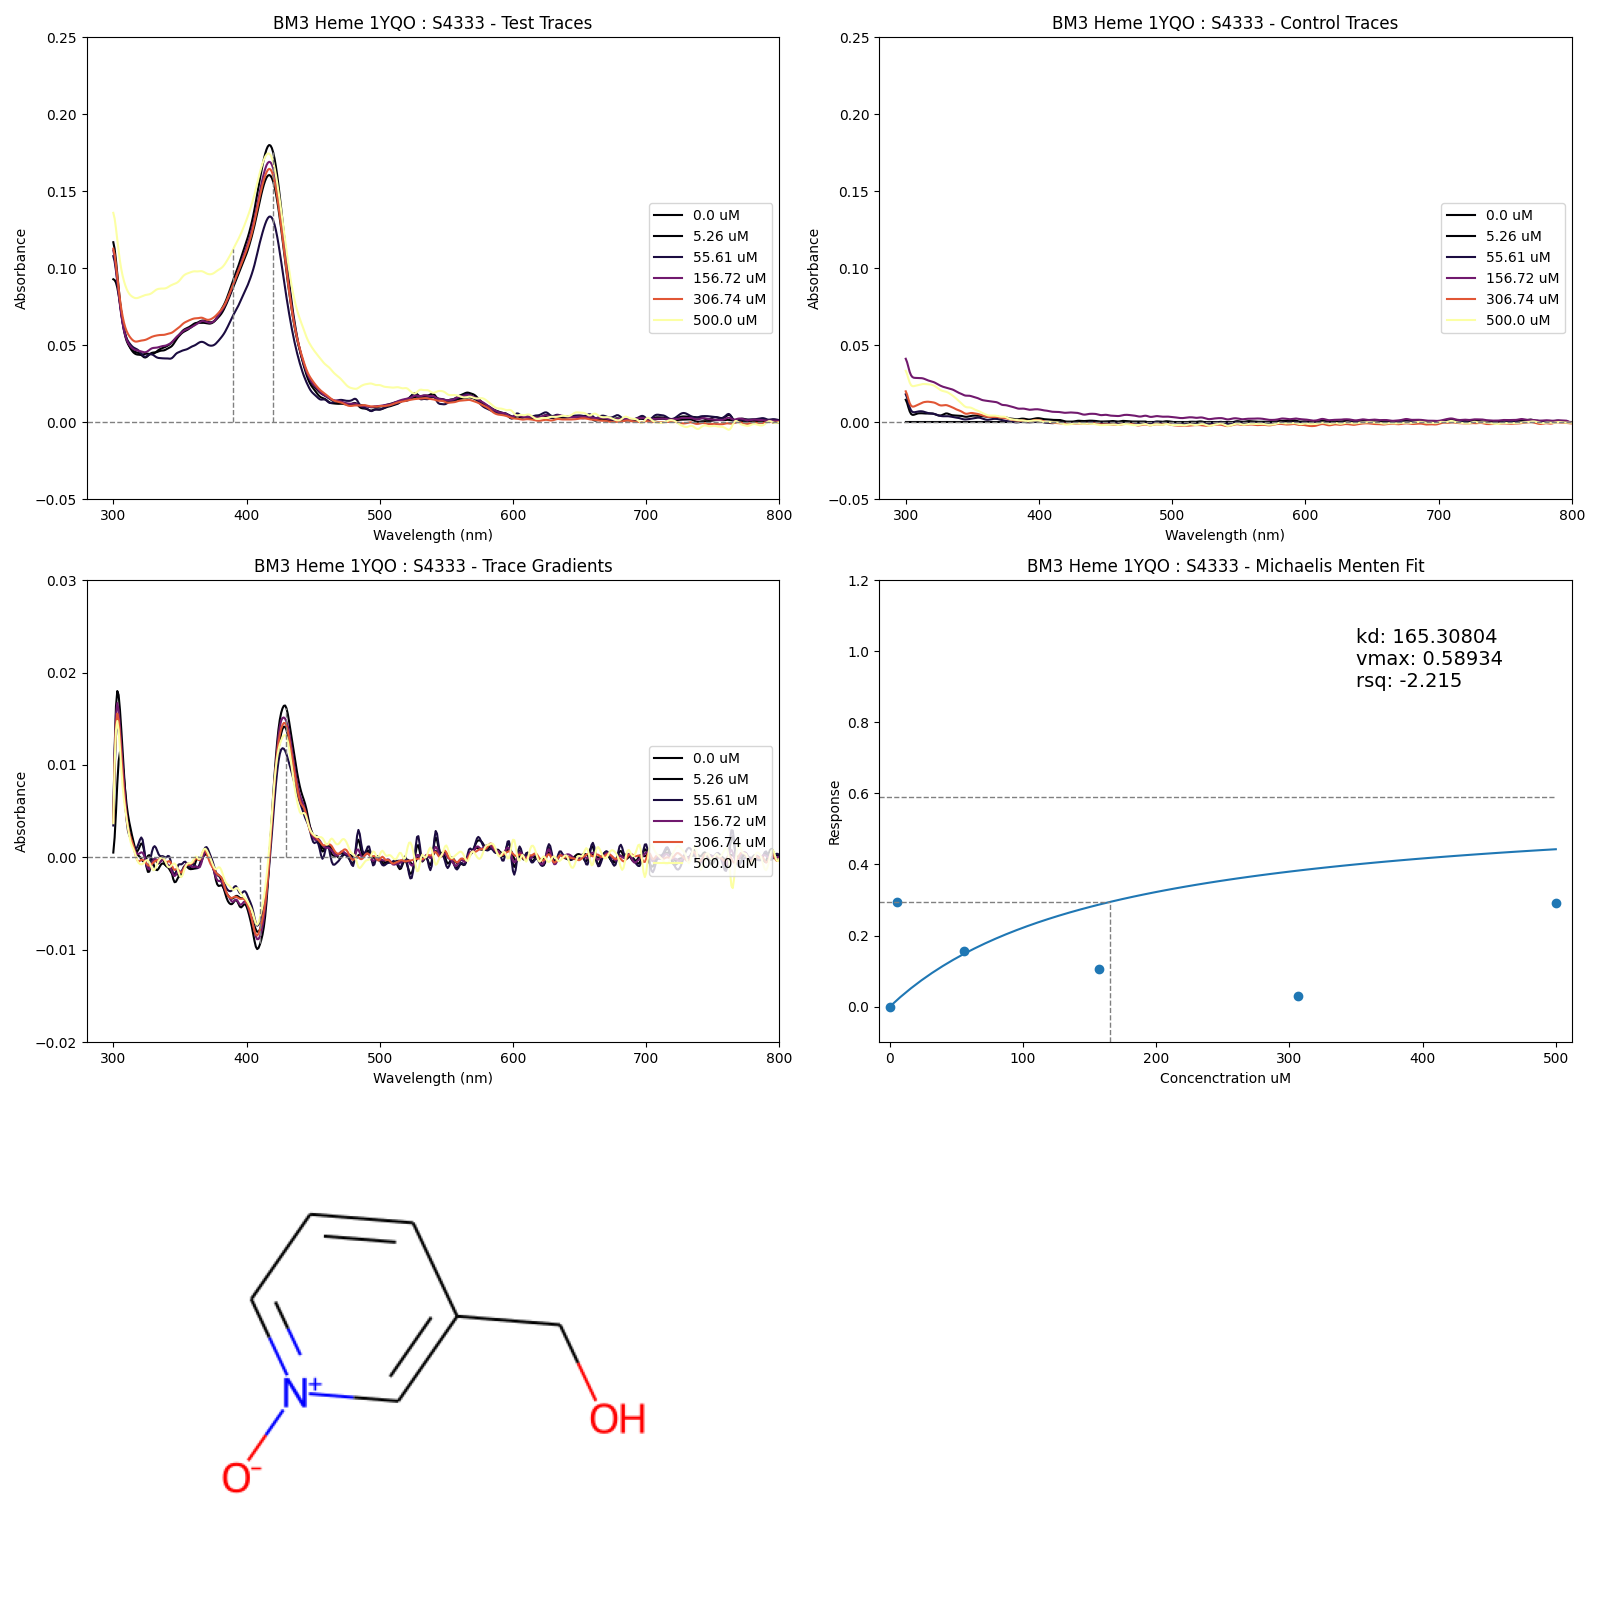 BM3 Heme 1YQO : S4333 - Test Traces
0.25
0.20
0.15
0.10
0.05
0.00
−0.05
Absorbance
0.0 uM
5.26 uM
55.61 uM
156.72 uM
306.74 uM
500.0 uM
300 400 500 600 700 800
Wavelength (nm)
BM3 Heme 1YQO : S4333 - Control Traces
0.25
0.20
0.15
0.10
0.05
0.00
−0.05
Absorbance
0.0 uM
5.26 uM
55.61 uM
156.72 uM
306.74 uM
500.0 uM
300 400 500 600 700 800
Wavelength (nm)
BM3 Heme 1YQO : S4333 - Trace Gradients
0.03
0.02
0.01
0.00
−0.01
−0.02
Absorbance
0.0 uM
5.26 uM
55.61 uM
156.72 uM
306.74 uM
500.0 uM
300 400 500 600 700 800
Wavelength (nm)
BM3 Heme 1YQO : S4333 - Michaelis Menten Fit
1.2
1.0
0.8
0.6
0.4
0.2
0.0
Response
kd: 165.30804
vmax: 0.58934
rsq: -2.215
0 100 200 300 400 500
Concenctration uM
N+
OH
O-